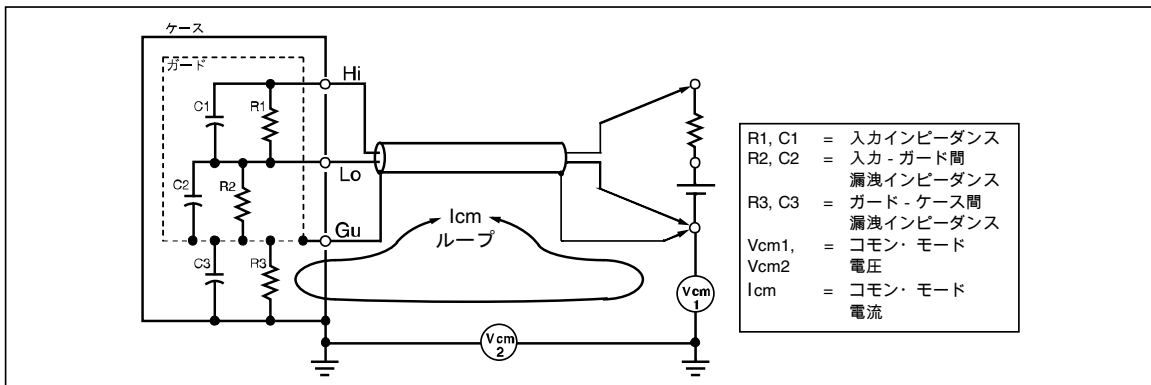 ケース
ガード
Hi
C1
R1
Lo
C2
R2
Gu
Icm
ループ
C3
R3
Vcm
1
Vcm
2
R1, C1 = 入力インピーダンス
R2, C2 = 入力 - ガード間
漏洩インピーダンス
R3, C3 = ガード - ケース間
漏洩インピーダンス
Vcm1, = コモン・モード
Vcm2 電圧
Icm = コモン・モード
電流